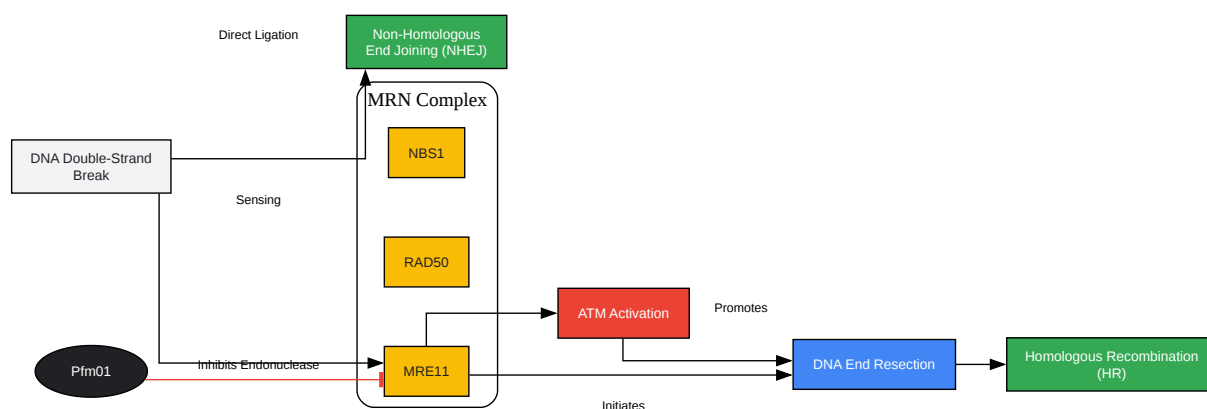 Direct Ligation
Non-Homologous
End Joining (NHEJ)
MRN Complex
NBS1
DNA Double-Strand
Break
Sensing
RAD50
ATM Activation
Promotes
Pfm01
Inhibits Endonuclease
MRE11
DNA End Resection
Homologous Recombination
(HR)
Initiates